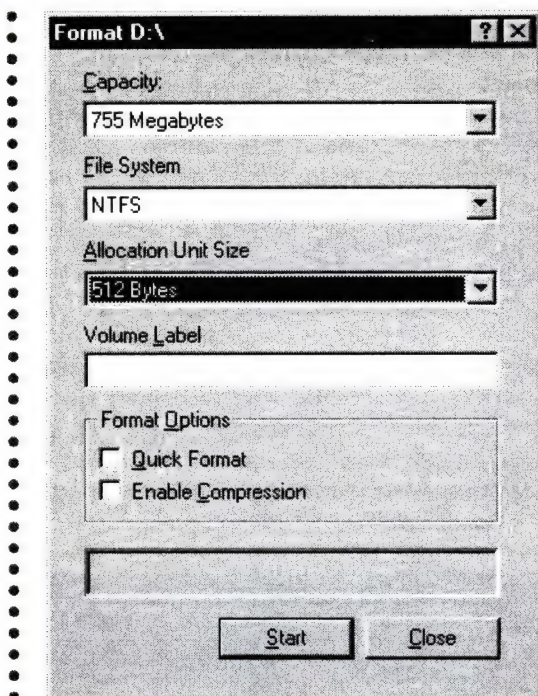 Format D:\
Capacity:
755 Megabytes
File System
NTFS
Allocation Unit Size
512 Bytes
Volume Label
Format Options
Quick Format
Enable Compression
Start Close